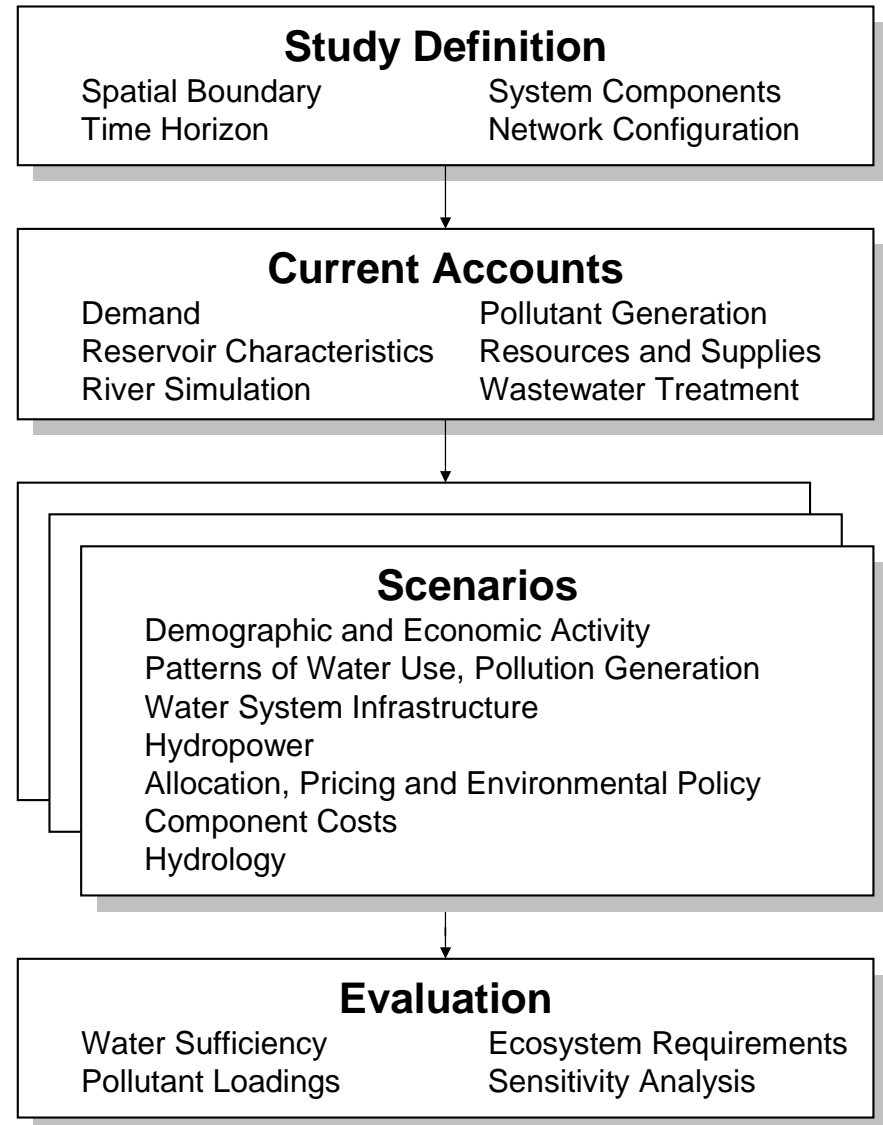 Study Definition
Spatial Boundary
Time Horizon
System Components
Network Configuration
Current Accounts
Demand
Reservoir Characteristics
River Simulation
Pollutant Generation
Resources and Supplies
Wastewater Treatment
Scenarios
Demographic and Economic Activity
Patterns of Water Use, Pollution Generation
Water System Infrastructure
Hydropower
Allocation, Pricing and Environmental Policy
Component Costs
Hydrology
Evaluation
Water Sufficiency
Pollutant Loadings
Ecosystem Requirements
Sensitivity Analysis